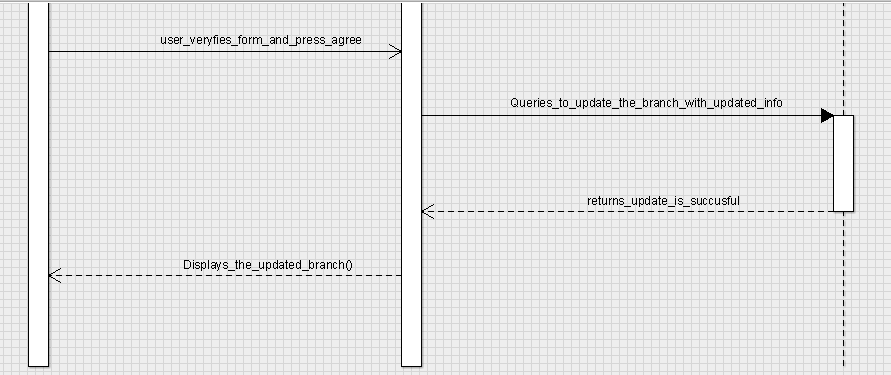 user_veryfies_form_and_press_agree
Queries_to_update_the_branch_with_updated_info
returns_update_is_succusful
Displays_the_updated_branch()